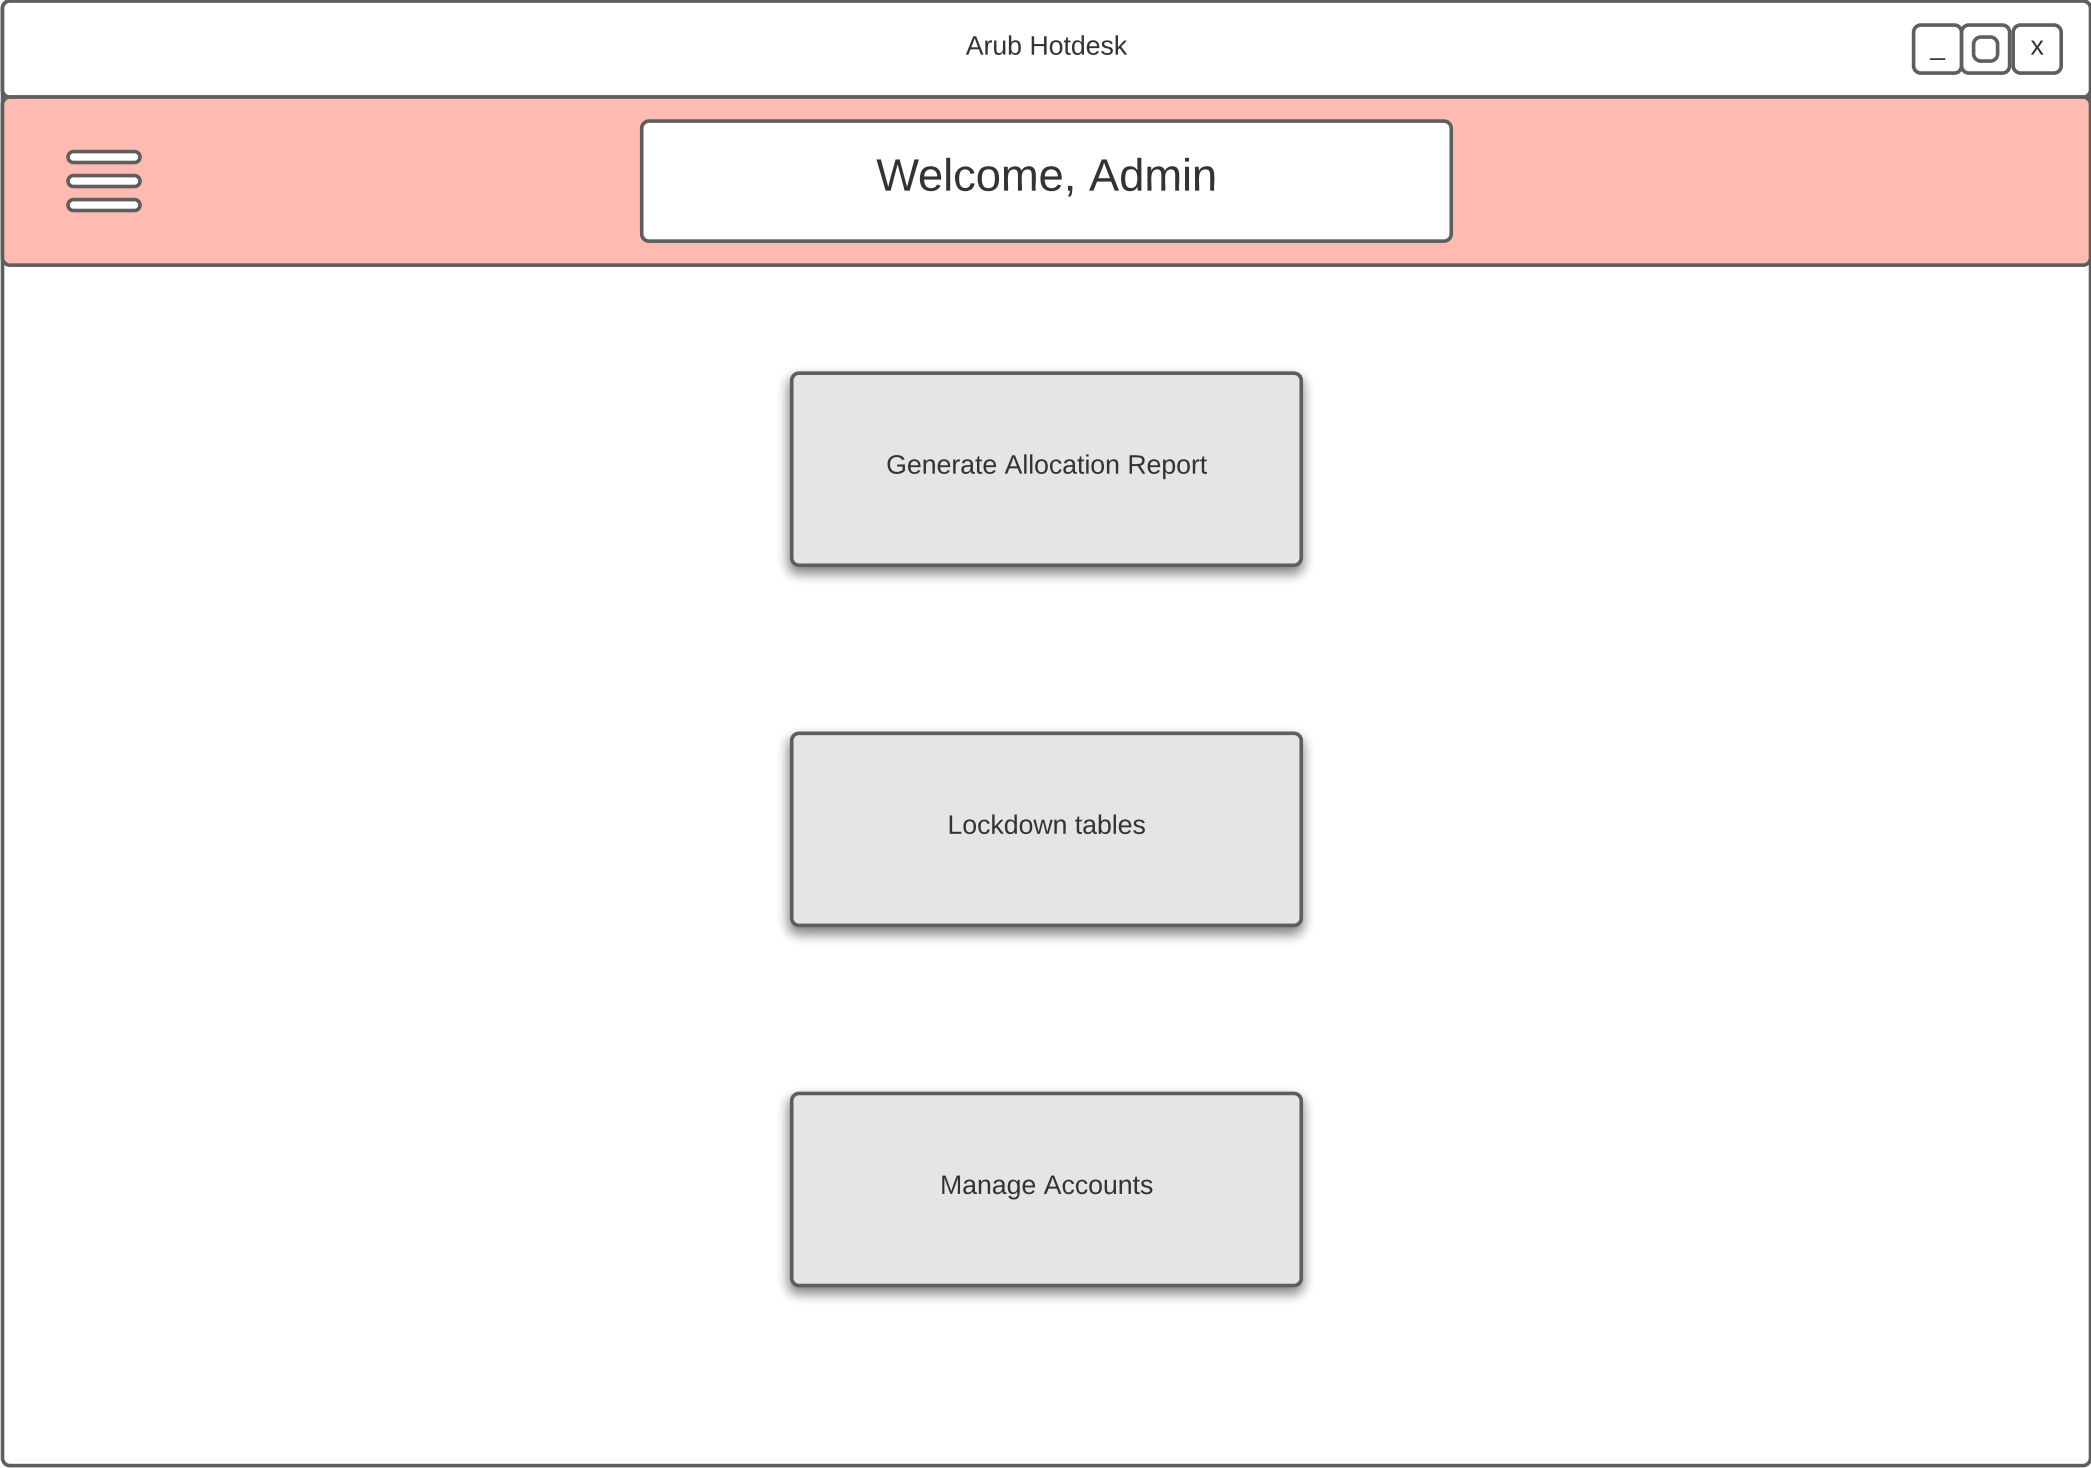 Arub Hotdesk
_
x
Welcome, Admin
Generate Allocation Report
Lockdown tables
Manage Accounts